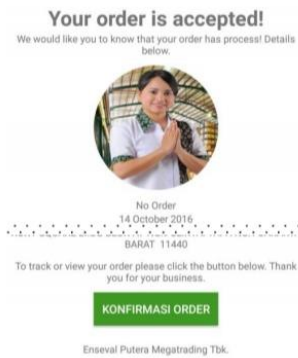 Your order is accepted!
We would like you to know that your order has process! Details
below.
No Order
14 October 2016
BARAT 11440
To track or view your order please click the button below. Thank
you for your business.
KONFIRMASI ORDER
Enseval Putera Megatrading Tbk.